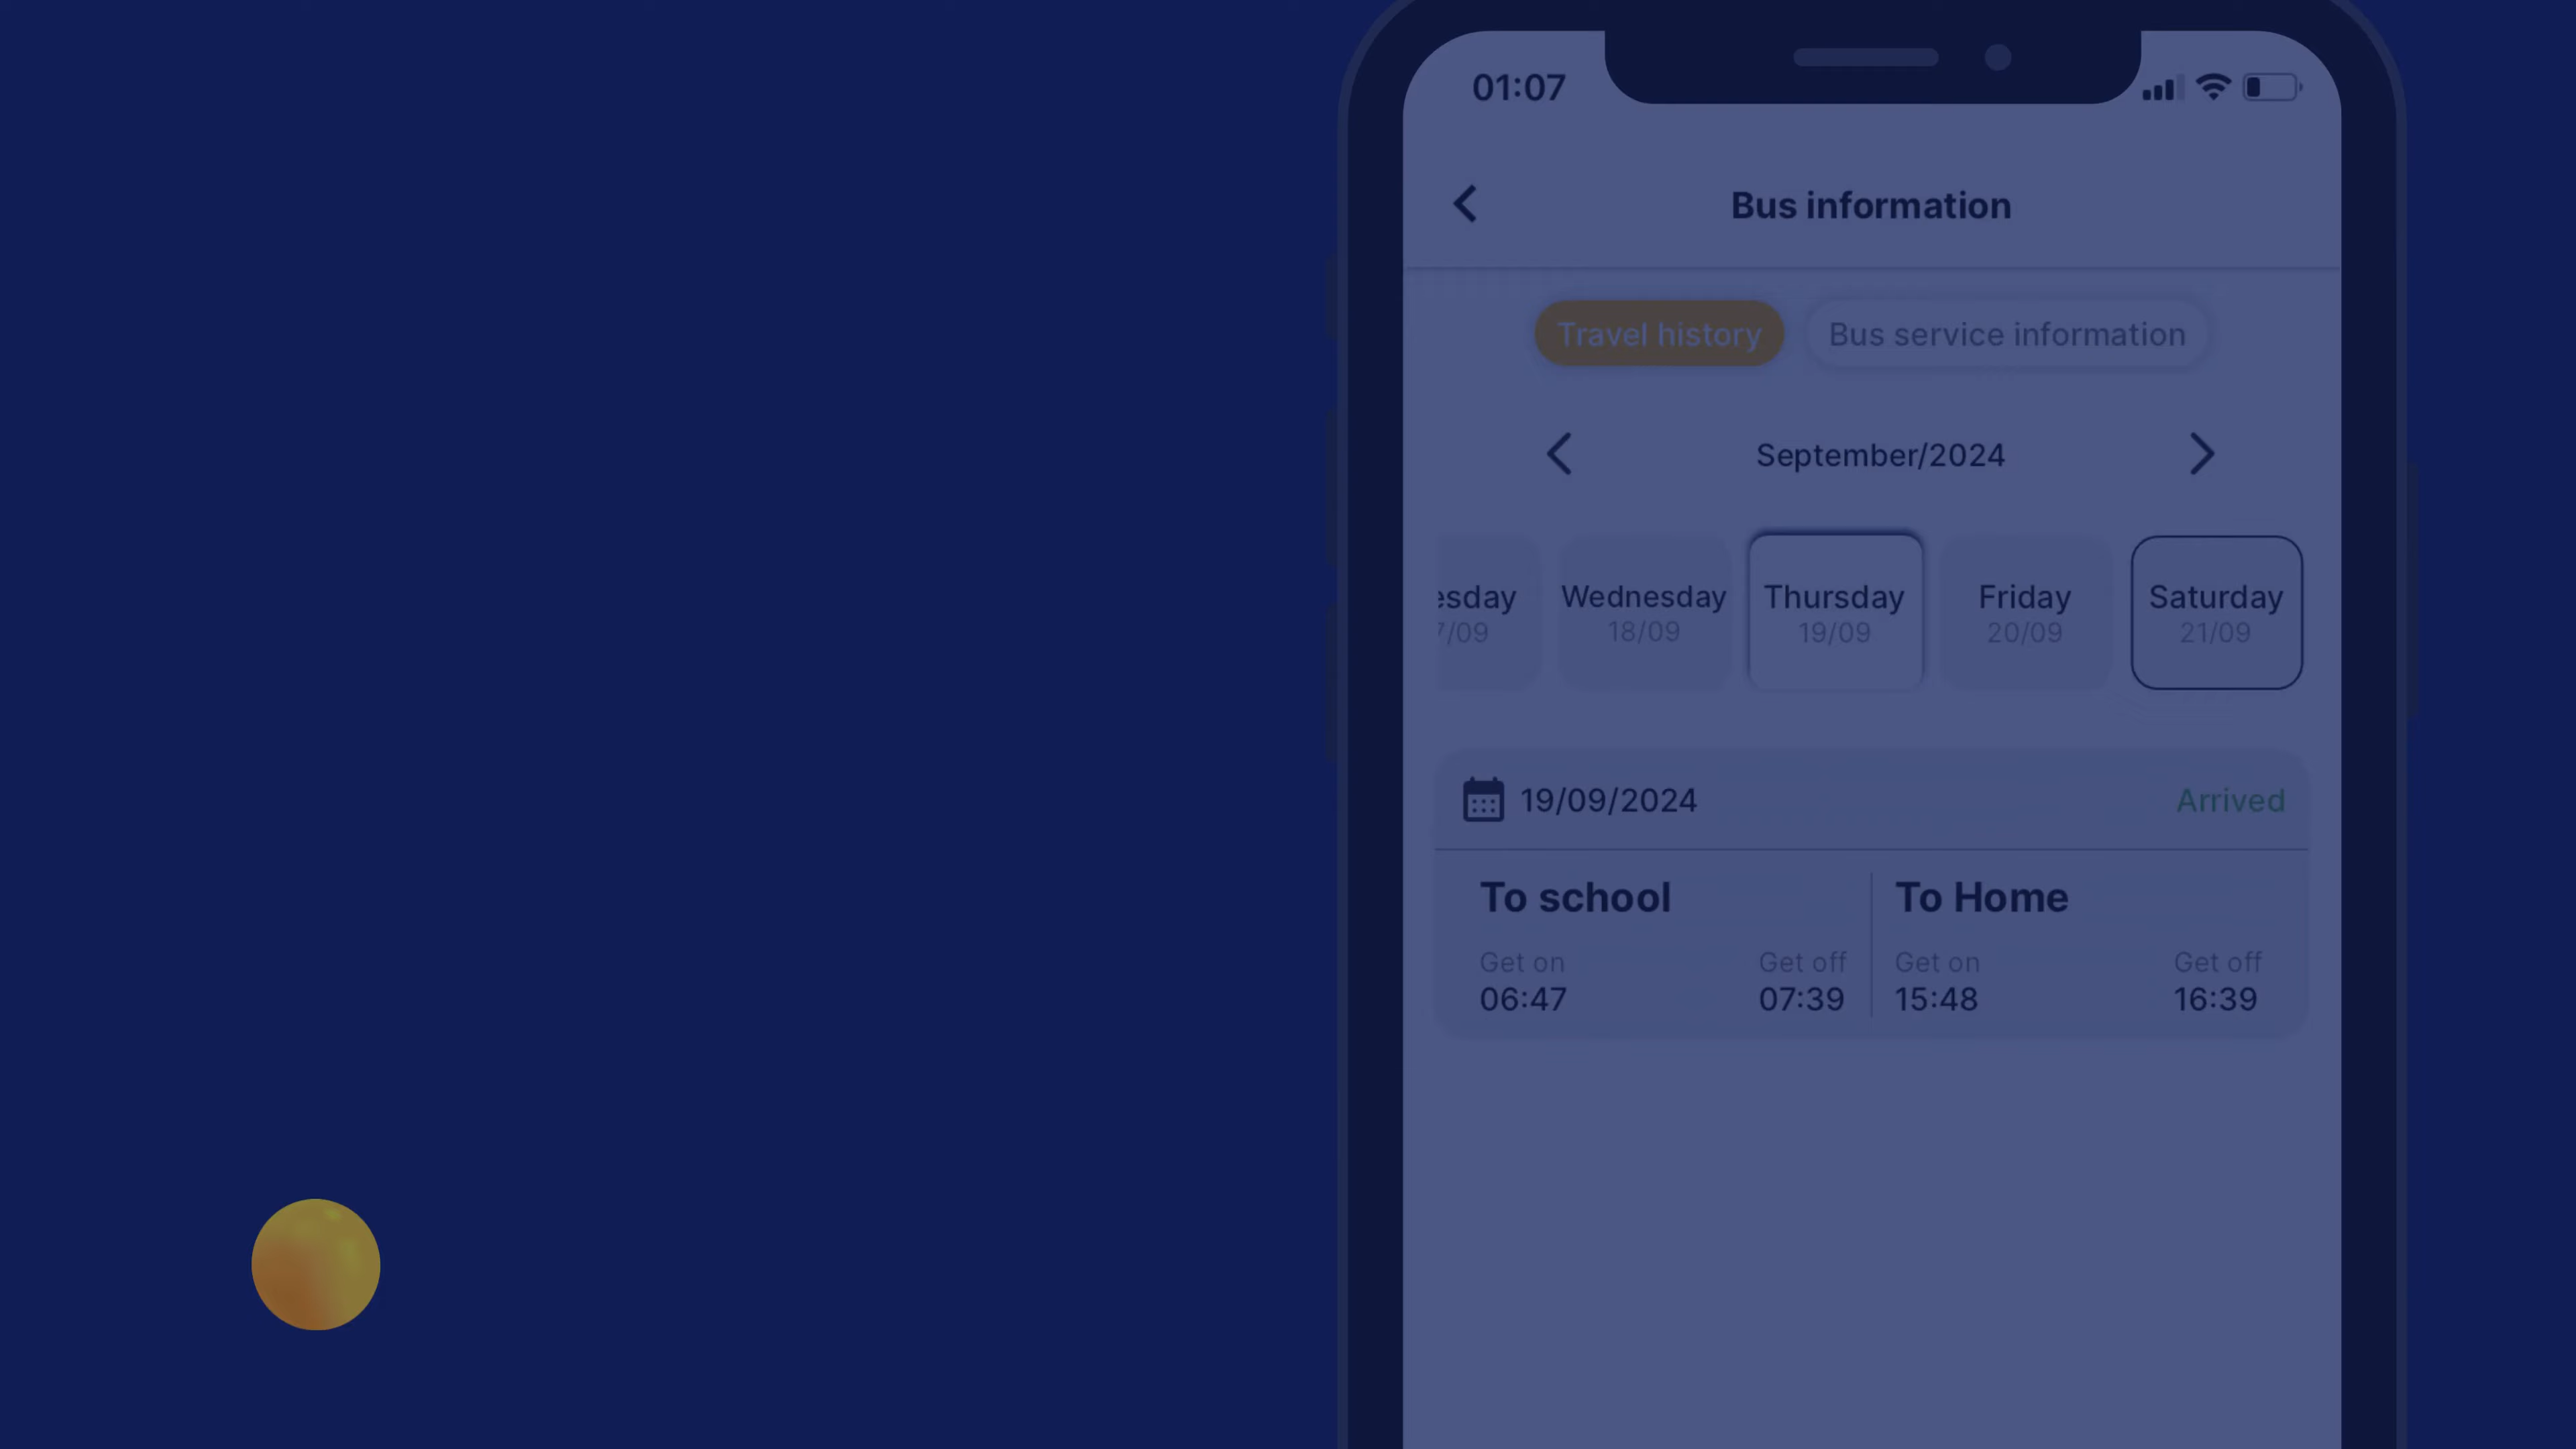 01:07
Bus information
Travel history
Bus service information
September/2024
esday
Wednesday
Thursday
Friday
Saturday
7/09
18/09
19/09
20/09
21/09
19/09/2024
Arrived
To school
To Home
Get on
Get off
Get on
Get off
06:47
07:39
15:48
16:39